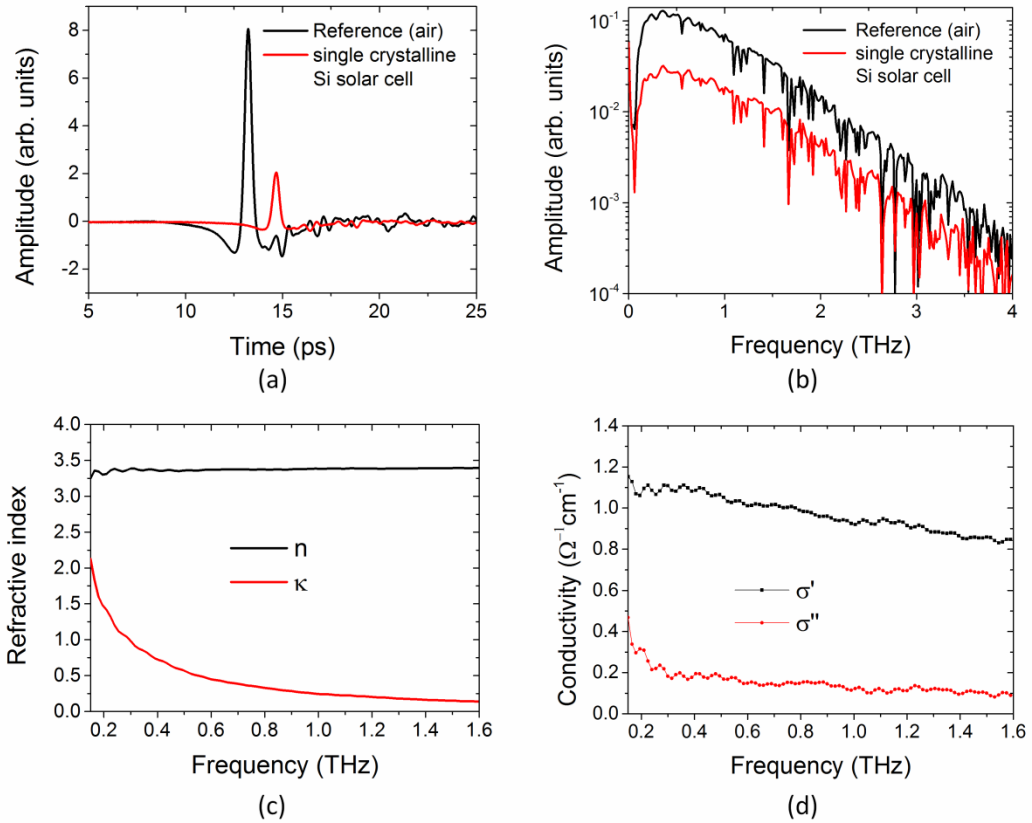 8
6
4
2
0
-2
5
10
15
20
25
Amplitude (arb. units)
Time (ps)
Reference (air)
single crystalline
Si solar cell
(a)
10⁻¹
10⁻²
10⁻³
10⁻⁴
0
1
2
3
4
Amplitude (arb. units)
Frequency (THz)
Reference (air)
single crystalline
Si solar cell
(b)
4.0
3.5
3.0
2.5
2.0
1.5
1.0
0.5
0.0
0.2
0.4
0.6
0.8
1.0
1.2
1.4
1.6
Refractive index
Frequency (THz)
n
κ
(c)
1.4
1.2
1.0
0.8
0.6
0.4
0.2
0.0
0.2
0.4
0.6
0.8
1.0
1.2
1.4
1.6
Conductivity (Ω⁻¹cm⁻¹)
Frequency (THz)
σ'
σ"
(d)